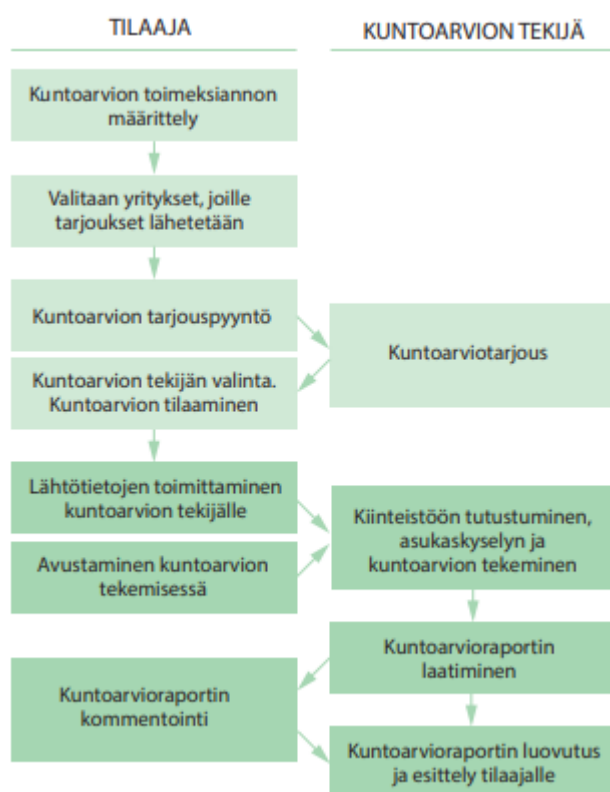 TILAAJA
KUNTOARVION TEKIJÄ
Kuntoarvion toimeksiannon
määrittely
Valitaan yritykset, joille
tarjoukset lähetetään
Kuntoarvion tarjouspyyntö
Kuntoarviotarjous
Kuntoarvion tekijän valinta.
Kuntoarvion tilaaminen
Lähtötietojen toimittaminen
kuntoarvion tekijälle
Avustaminen kuntoarvion
tekemisessä
Kiinteistöön tutustuminen,
asukaskyselyn ja
kuntoarvion tekeminen
Kuntoarvioraportin
laatiminen
Kuntoarvioraportin
kommentointi
Kuntoarvioraportin luovutus
ja esittely tilaajalle